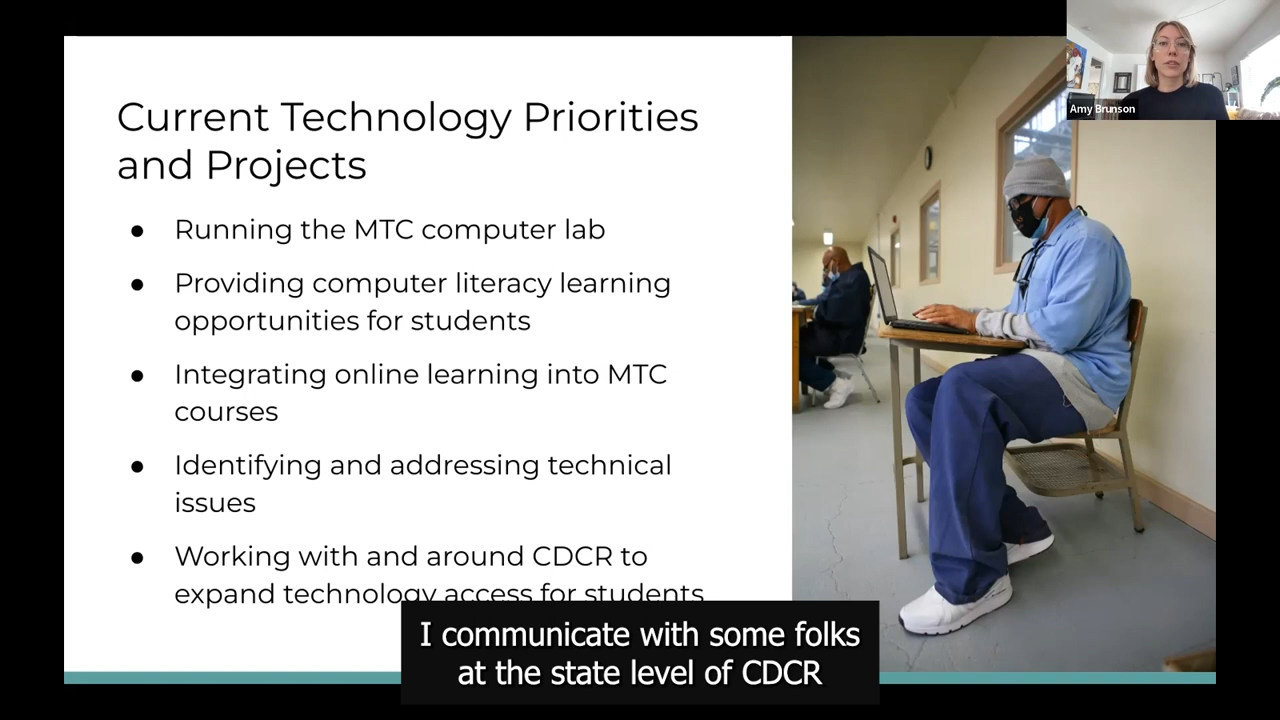 Current Technology Priorities
and Projects
● Running the MTC computer lab
● Providing computer literacy learning
opportunities for students
● Integrating online learning into MTC
courses
● Identifying and addressing technical
issues
● Working with and around CDCR to
expand technology access for students
Amy Brunson
I communicate with some folks
at the state level of CDCR